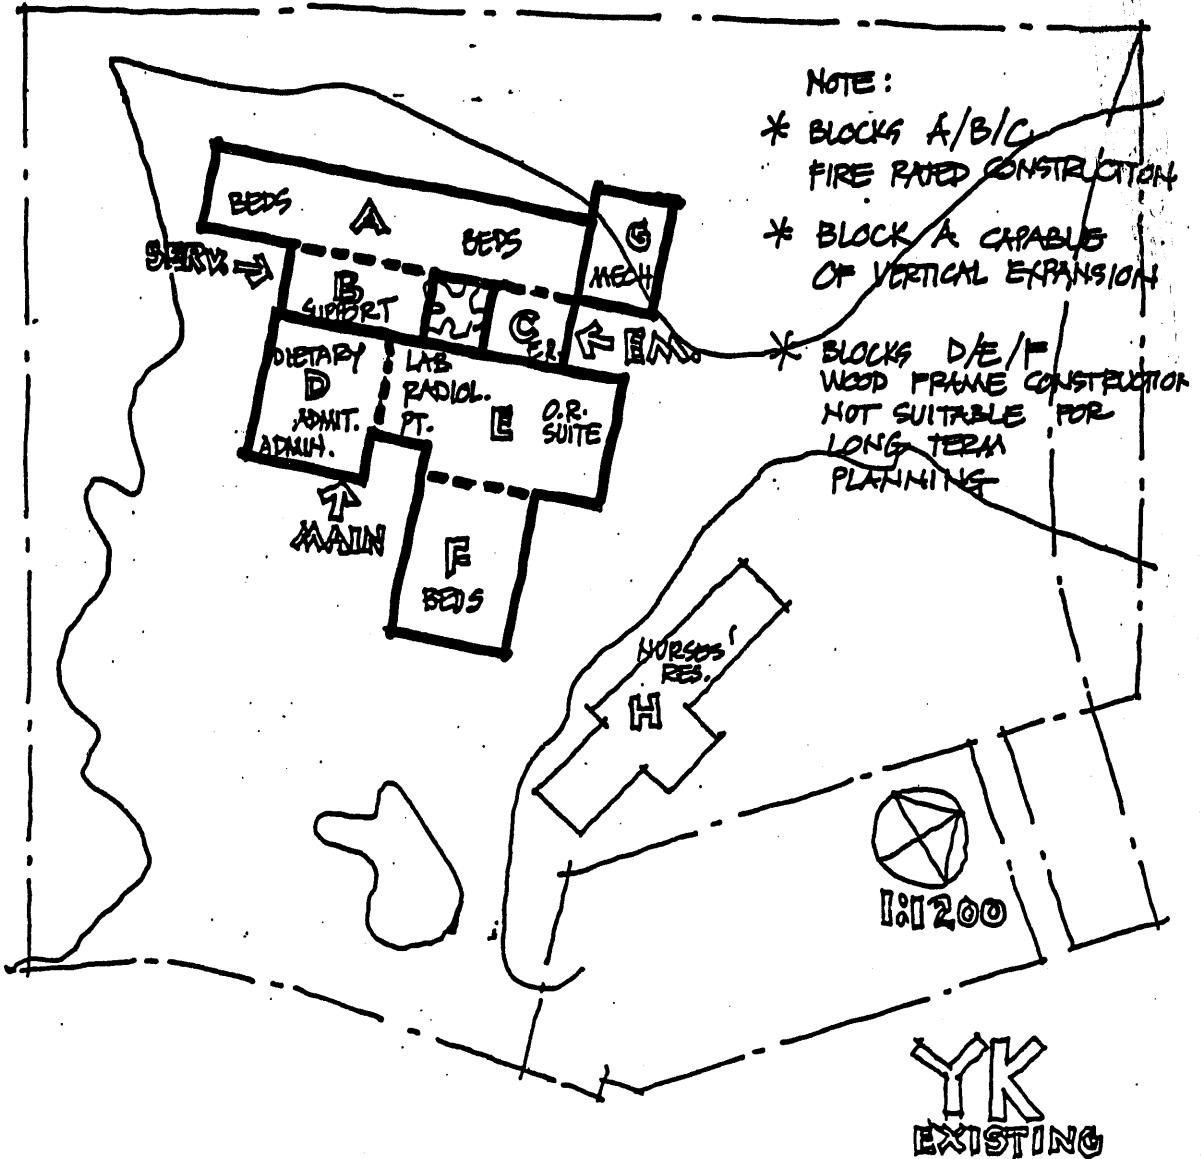 NOTE:
* BLOCKS A/B/C
FIRE RATED CONSTRUCTION
* BLOCK A CAPABLE
OF VERTICAL EXPANSION
* BLOCKS D/E/F
WOOD FRAME CONSTRUCTION
NOT SUITABLE FOR
LONG TERM
PLANNING
BEDS
A
BEDS
G
MECH
SERV.
B
SUPPORT
C
E.R.
EM.
DIETARY
D
ADMIT.
ADMIN.
LAB
RADIOL.
PT.
E
O.R.
SUITE
MAIN
F
BEDS
NURSES'
RES.
H
1:1200
YK
EXISTING